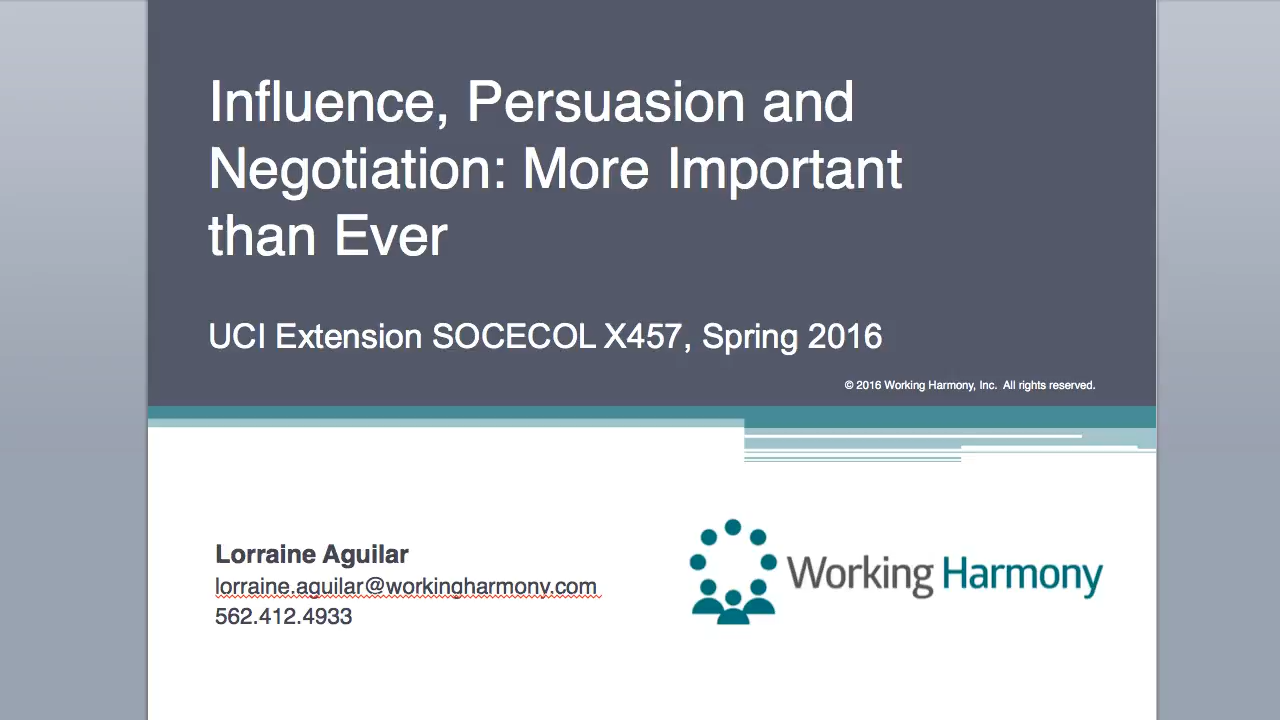 Influence, Persuasion and
Negotiation: More Important
than Ever
UCI Extension SOCECOL X457, Spring 2016
© 2016 Working Harmony, Inc.  All rights reserved.
Lorraine Aguilar
lorraine.aguilar@workingharmony.com
562.412.4933
Working Harmony